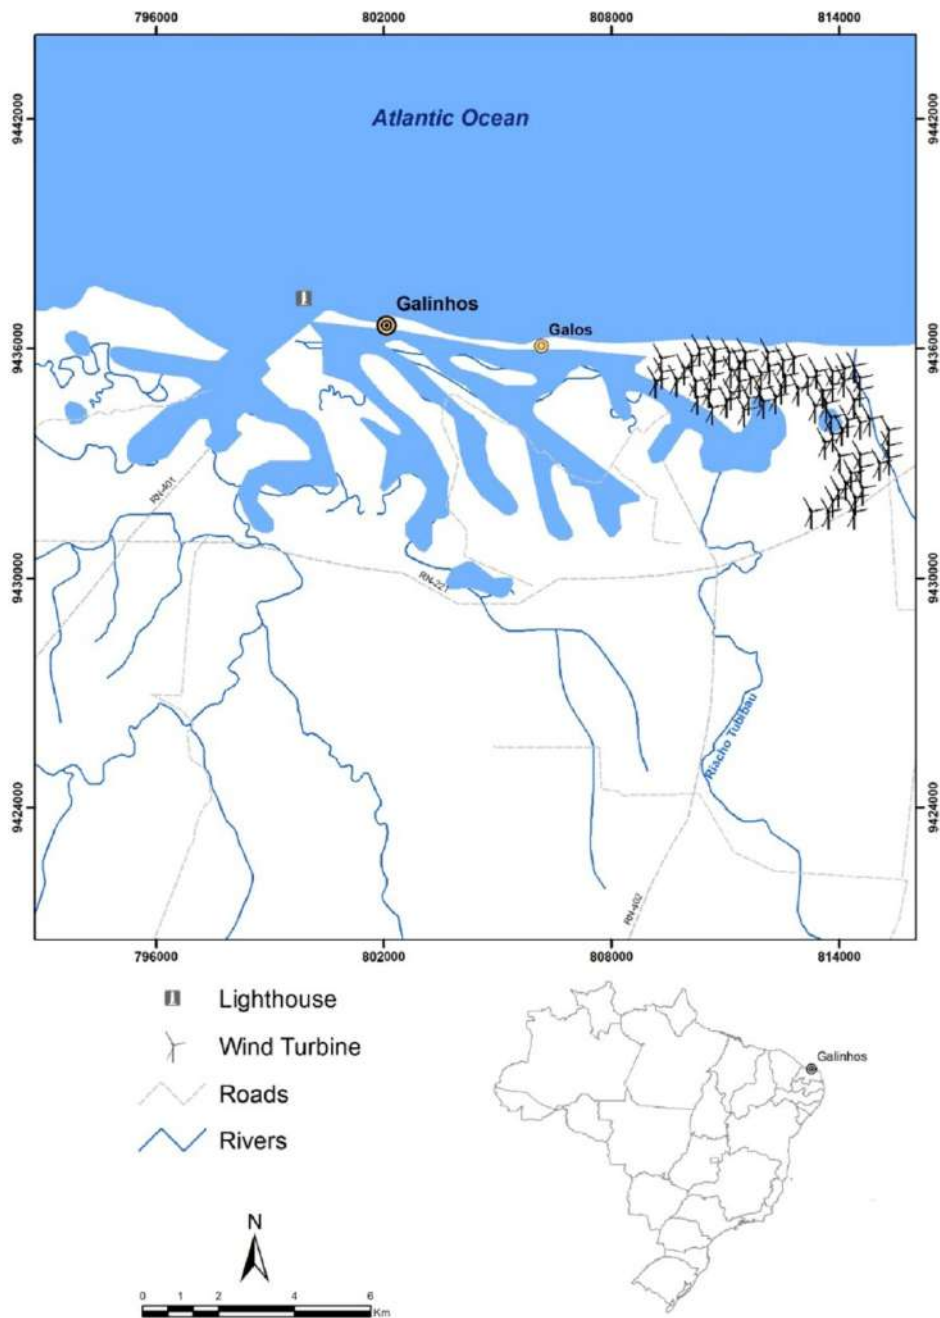 796000 802000 808000 814000
9442000 9442000
Atlantic Ocean
Galinhos
Galos
9436000 9436000
RN-401
9430000 9430000
RN-221
Riacho Tubibau
9424000 9424000
RN-402
796000 802000 808000 814000
Lighthouse
Wind Turbine
Roads
Rivers
Galinhos
N
0 1 2 4 6
Km